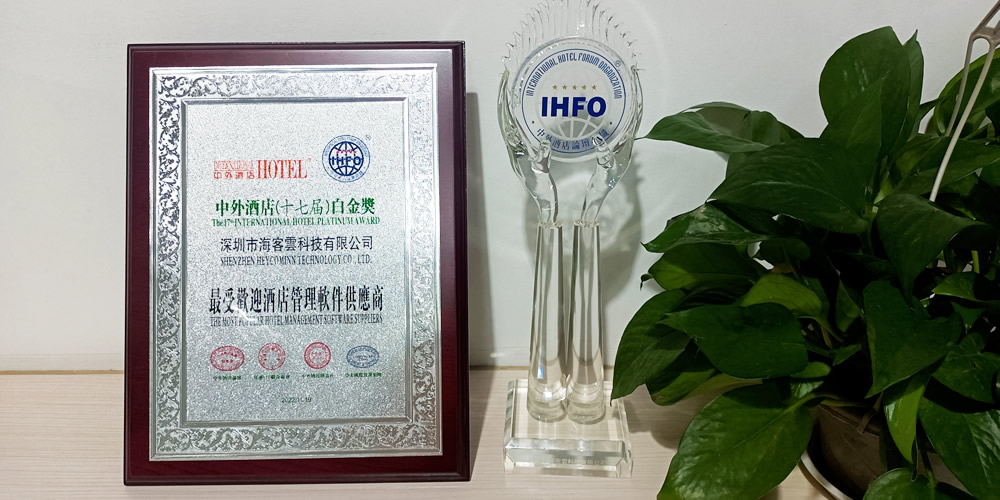 中外酒店 HOTEL
IHFO
中外酒店(十七届)白金獎
The 17th INTERNATIONAL HOTEL PLATINUM AWARD
深圳市海客雲科技有限公司
SHENZHEN HEYCOMINN TECHNOLOGY CO., LTD.
最受歡迎酒店管理軟件供應商
THE MOST POPULAR HOTEL MANAGEMENT SOFTWARE SUPPLIERS
INTERNATIONAL HOTEL FORUM ORGANIZATION
®
IHFO
中外酒店論壇